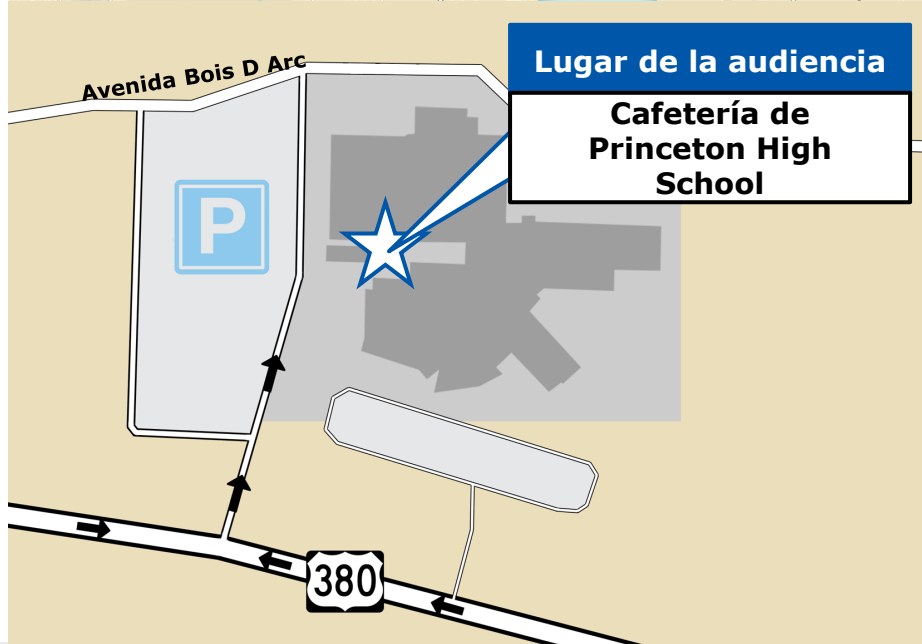 Avenida Bois D Arc
Lugar de la audiencia
Cafetería de
Princeton High
School
P
380